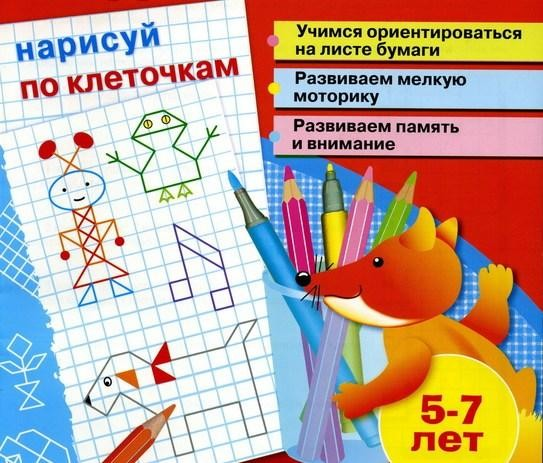 нарисуй
по клеточкам
Учимся ориентироваться
на листе бумаги
Развиваем мелкую
моторику
Развиваем память
и внимание
5-7
лет